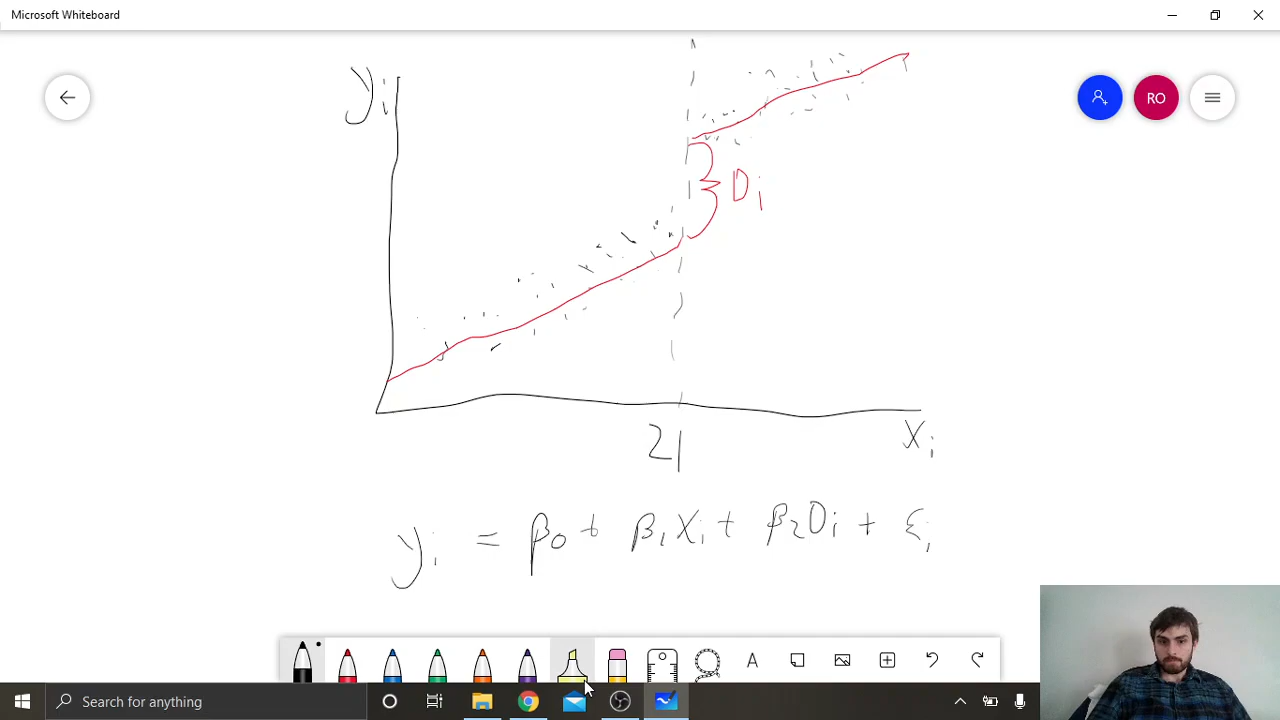 Microsoft Whiteboard
yi
RO
Di
21
xi
yi = β0 + β1Xi + β2Di + εi
A
Search for anything